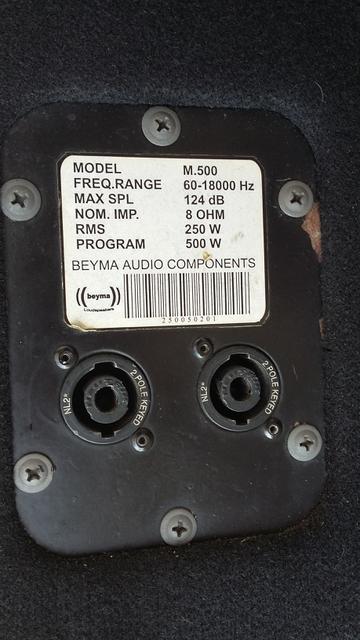 MODEL M.500
FREQ.RANGE 60-18000 Hz
MAX SPL 124 dB
NOM. IMP. 8 OHM
RMS 250 W
PROGRAM 500 W
BEYMA AUDIO COMPONENTS
beyma
Loudspeakers
250050201
NL2* 2 POLE KEYED
NL2* 2 POLE KEYED